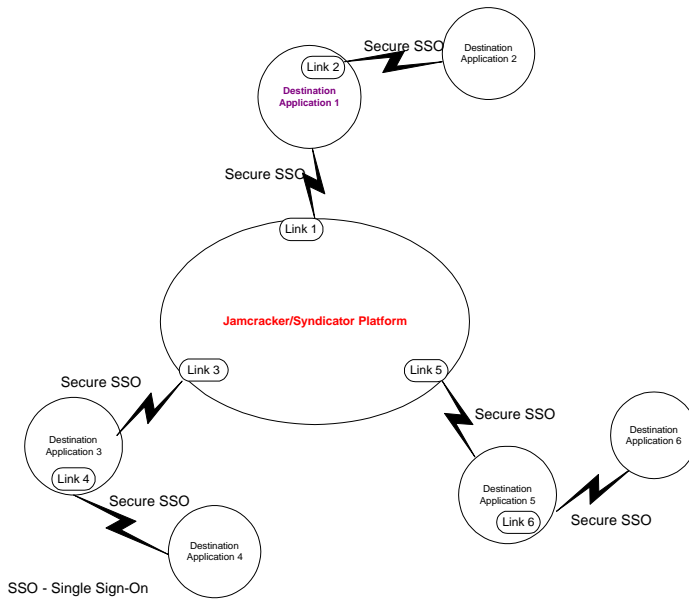 Secure SSO
Destination
Application 2
Link 2
Destination
Application 1
Secure SSO
Link 1
Jamcracker/Syndicator Platform
Link 3
Link 5
Secure SSO
Secure SSO
Destination
Application 3
Link 4
Destination
Application 6
Destination
Application 5
Link 6
Secure SSO
Secure SSO
Destination
Application 4
SSO - Single Sign-On